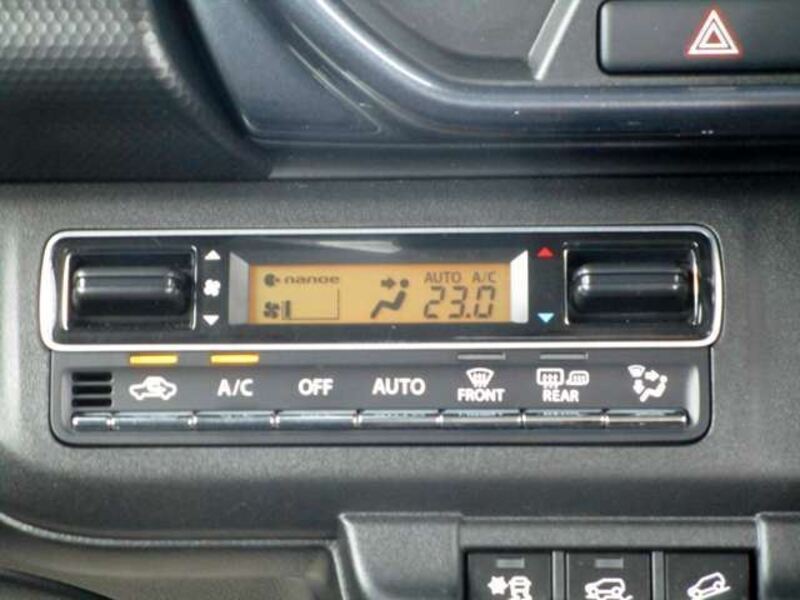 nanoe AUTO A/C
23.0
A/C OFF AUTO FRONT REAR